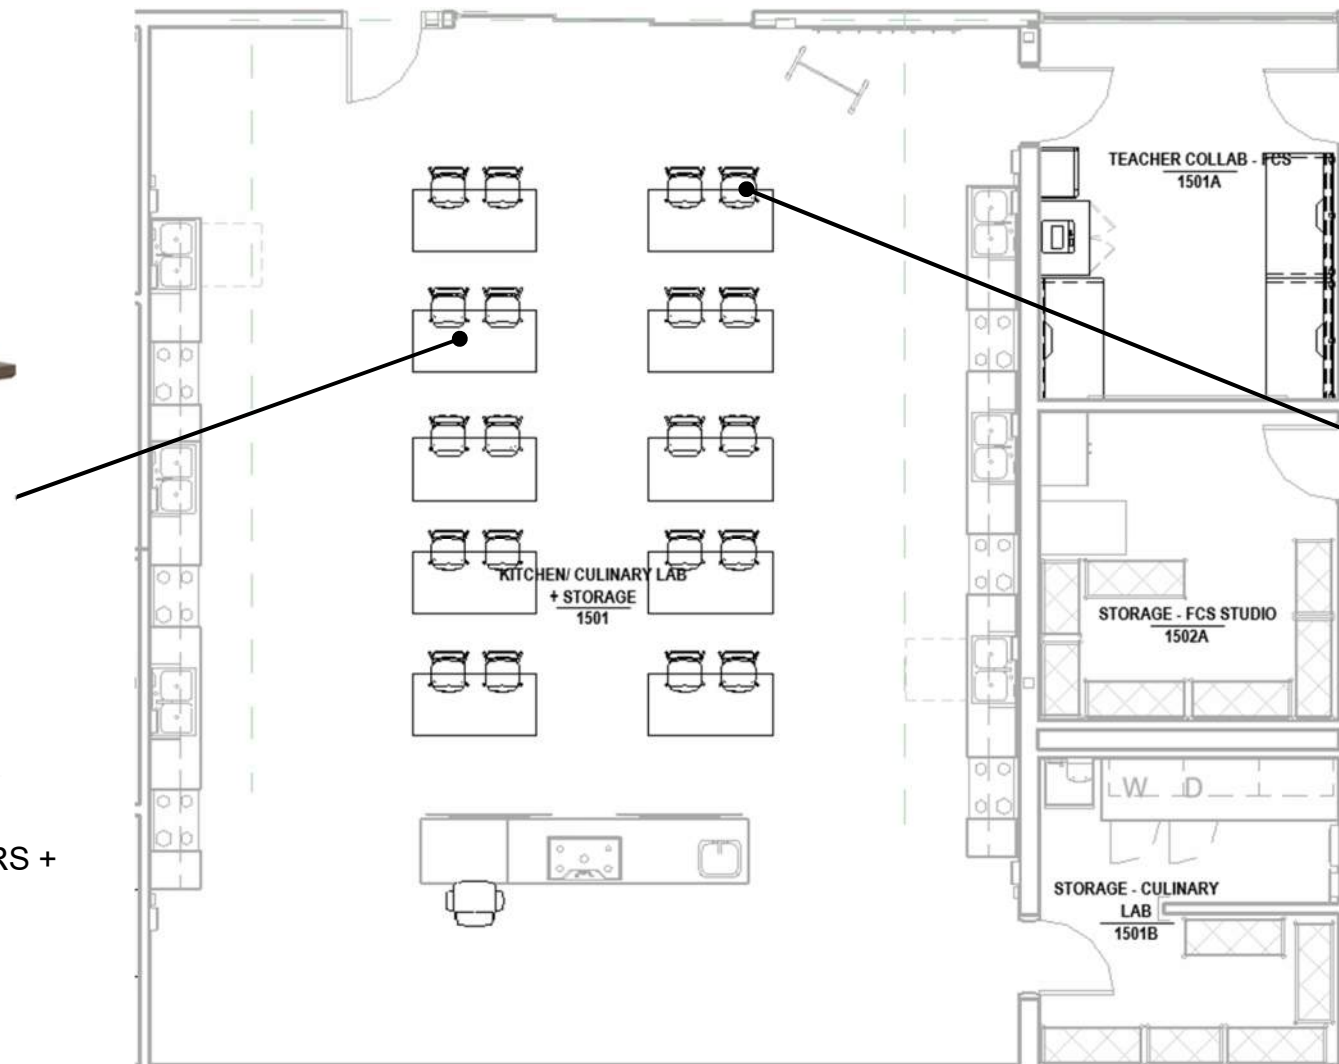 TEACHER COLLAB - FCS
1501A
KITCHEN/ CULINARY LAB
+ STORAGE
1501
STORAGE - FCS STUDIO
1502A
W D
RS +
STORAGE - CULINARY
LAB
1501B